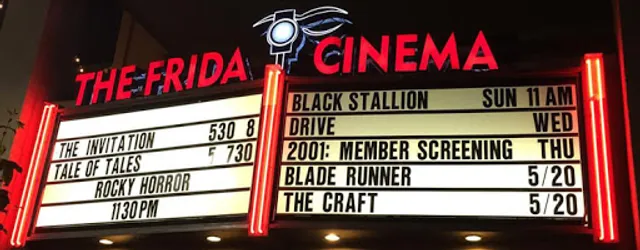 THE FRIDA CINEMA
THE INVITATION 530 8
TALE OF TALES 5 730
ROCKY HORROR
1130PM
BLACK STALLION SUN 11 AM
DRIVE WED
2001: MEMBER SCREENING THU
BLADE RUNNER 5/20
THE CRAFT 5/20